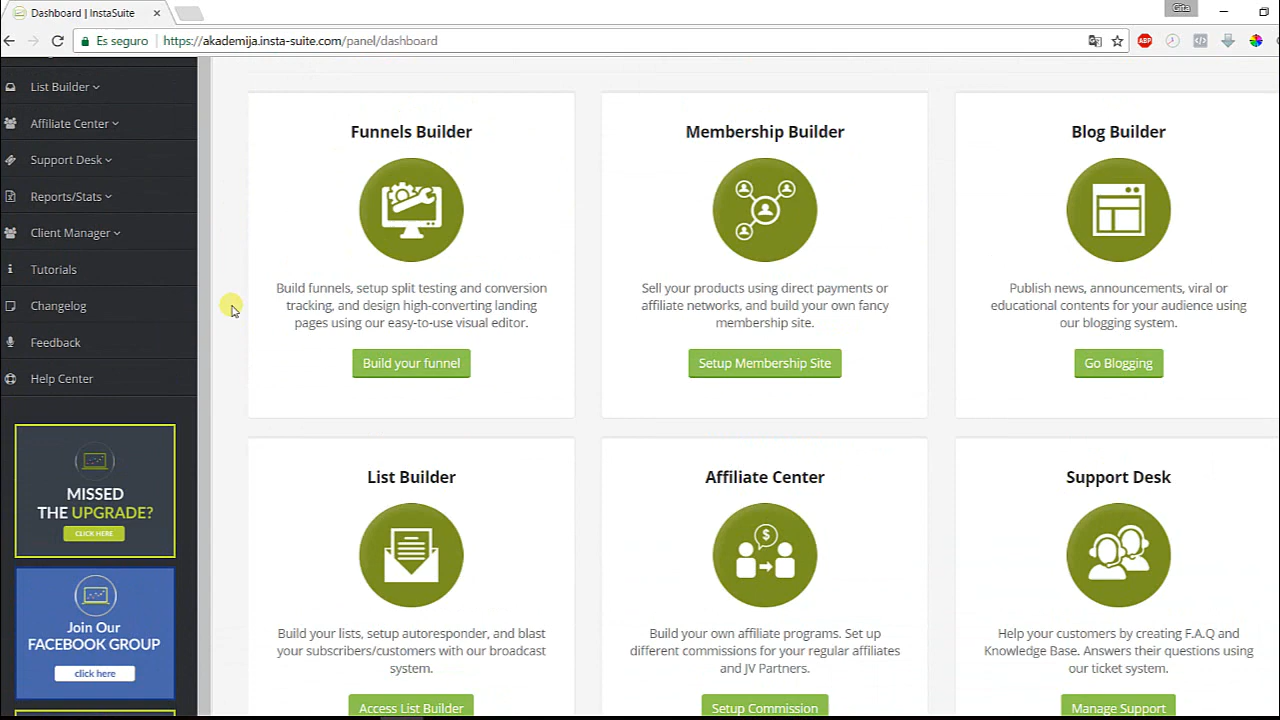 Dashboard | InstaSuite
Gita
Es seguro
https://akademija.insta-suite.com/panel/dashboard
ABP
List Builder
Affiliate Center
Support Desk
Reports/Stats
Client Manager
Tutorials
Changelog
Feedback
Help Center
MISSED
THE UPGRADE?
CLICK HERE
Join Our
FACEBOOK GROUP
click here
Funnels Builder
Build funnels, setup split testing and conversion
tracking, and design high-converting landing
pages using our easy-to-use visual editor.
Build your funnel
Membership Builder
Sell your products using direct payments or
affiliate networks, and build your own fancy
membership site.
Setup Membership Site
Blog Builder
Publish news, announcements, viral or
educational contents for your audience using
our blogging system.
Go Blogging
List Builder
Build your lists, setup autoresponder, and blast
your subscribers/customers with our broadcast
system.
Access List Builder
Affiliate Center
$
Build your own affiliate programs. Set up
different commissions for your regular affiliates
and JV Partners.
Setup Commission
Support Desk
Help your customers by creating F.A.Q and
Knowledge Base. Answers their questions using
our ticket system.
Manage Support